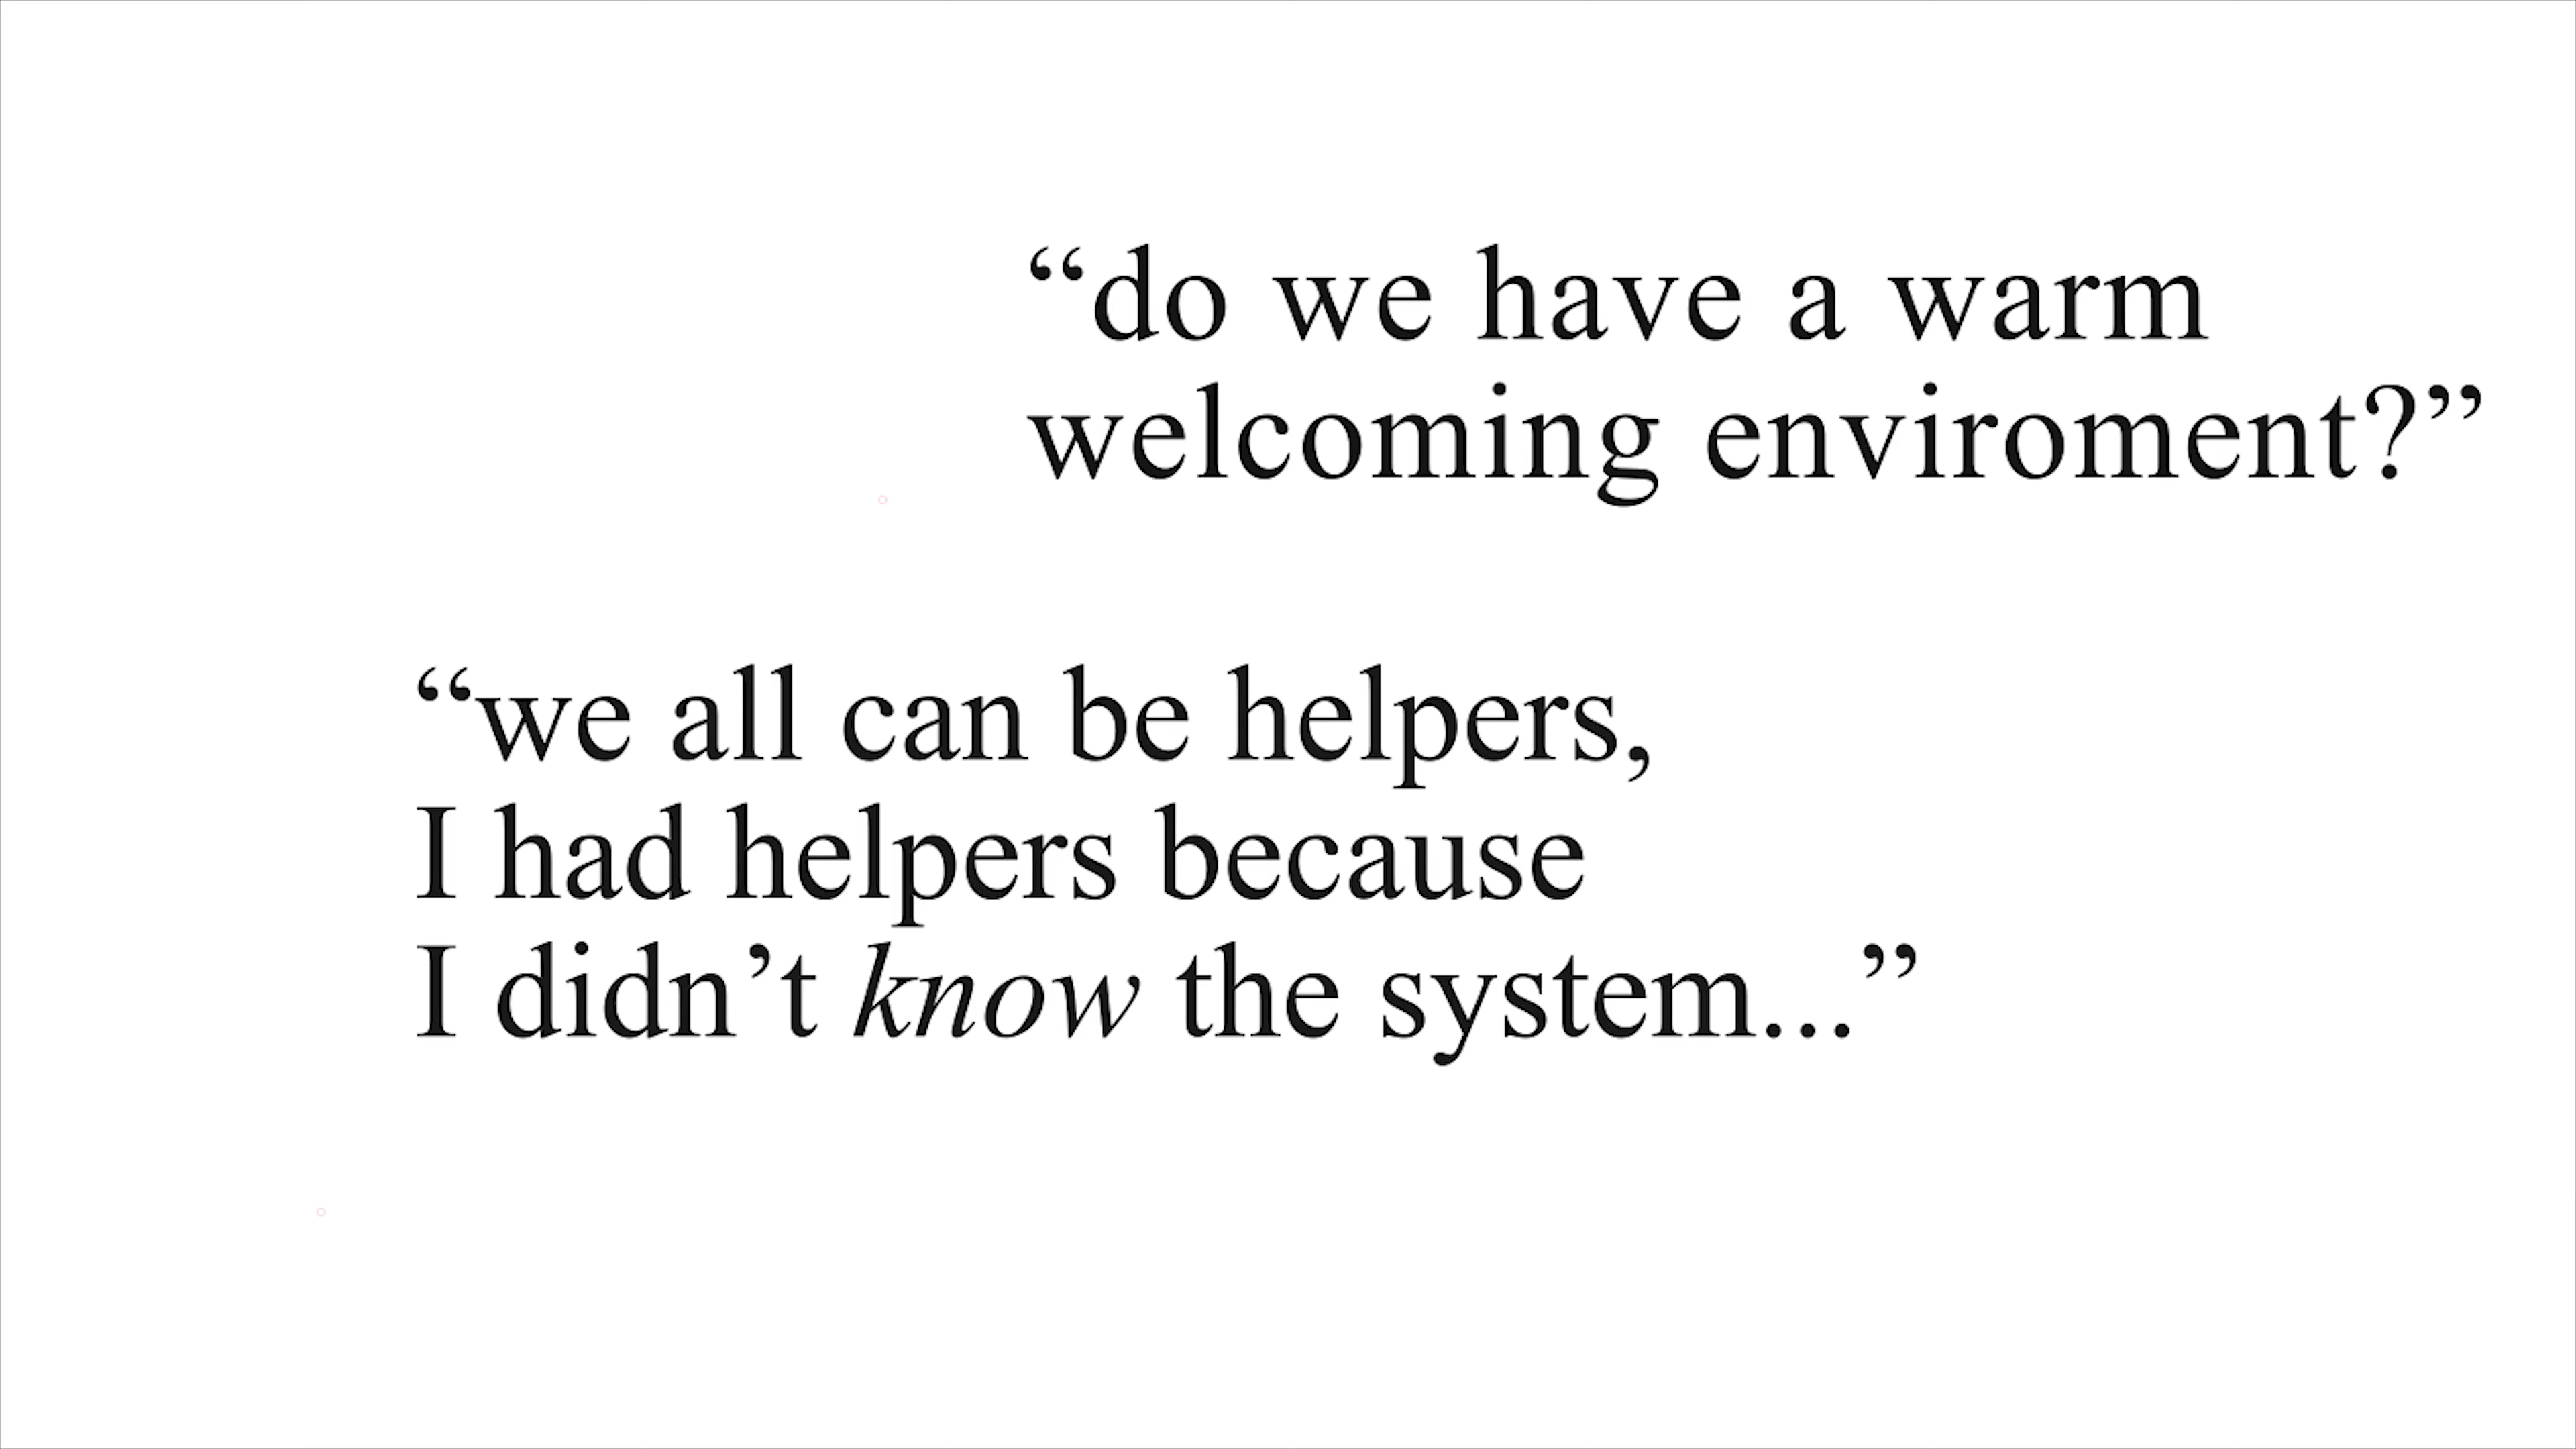 “do we have a warm
welcoming enviroment?”
“we all can be helpers,
I had helpers because
I didn’t know the system...”